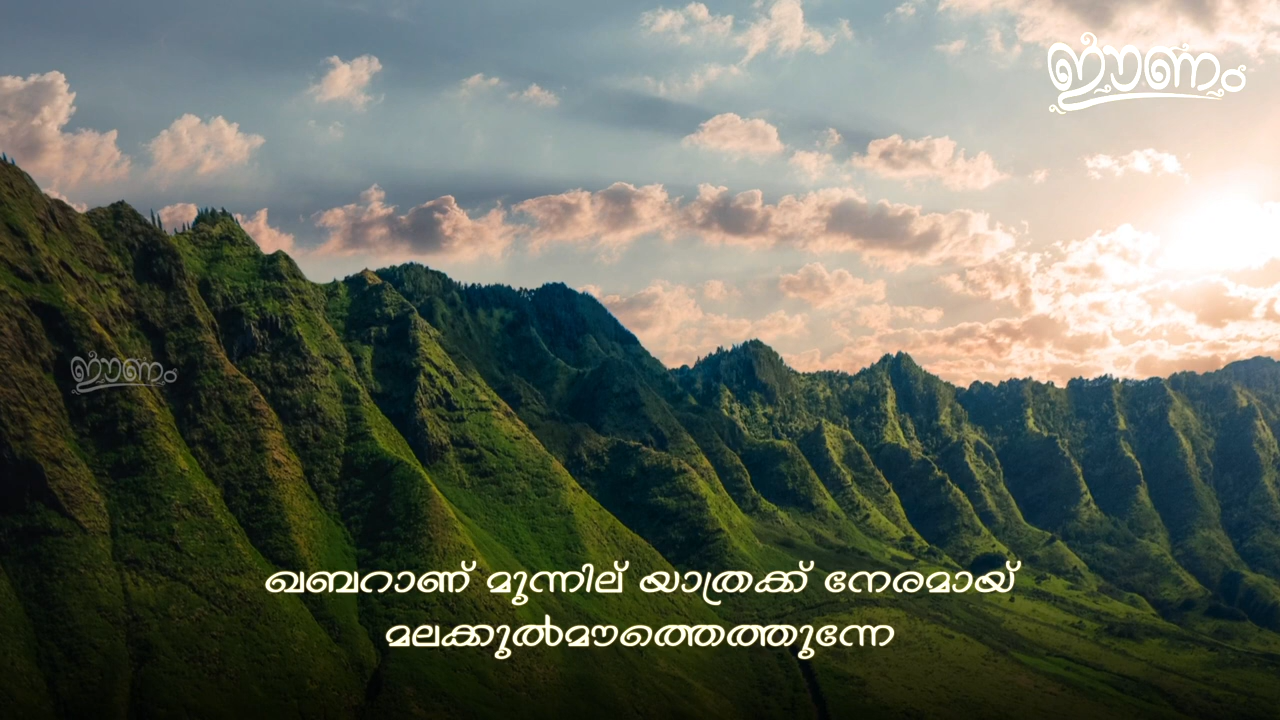 ഈണം
ഈണം
ഖബറാണ് മുന്നില് യാത്രക്ക് നേരമായ്
മലക്കുൽമൗത്തെത്തുന്നേ